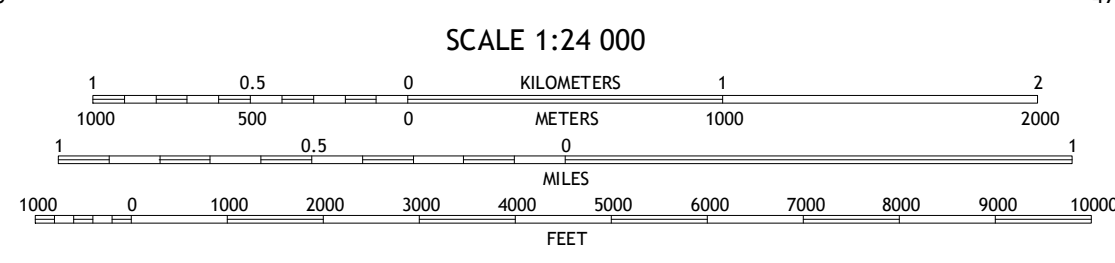 SCALE 1:24 000
1 0.5 0 KILOMETERS 1 2
1000 500 0 METERS 1000 2000
1 0.5 0 1
MILES
1000 0 1000 2000 3000 4000 5000 6000 7000 8000 9000 10000
FEET